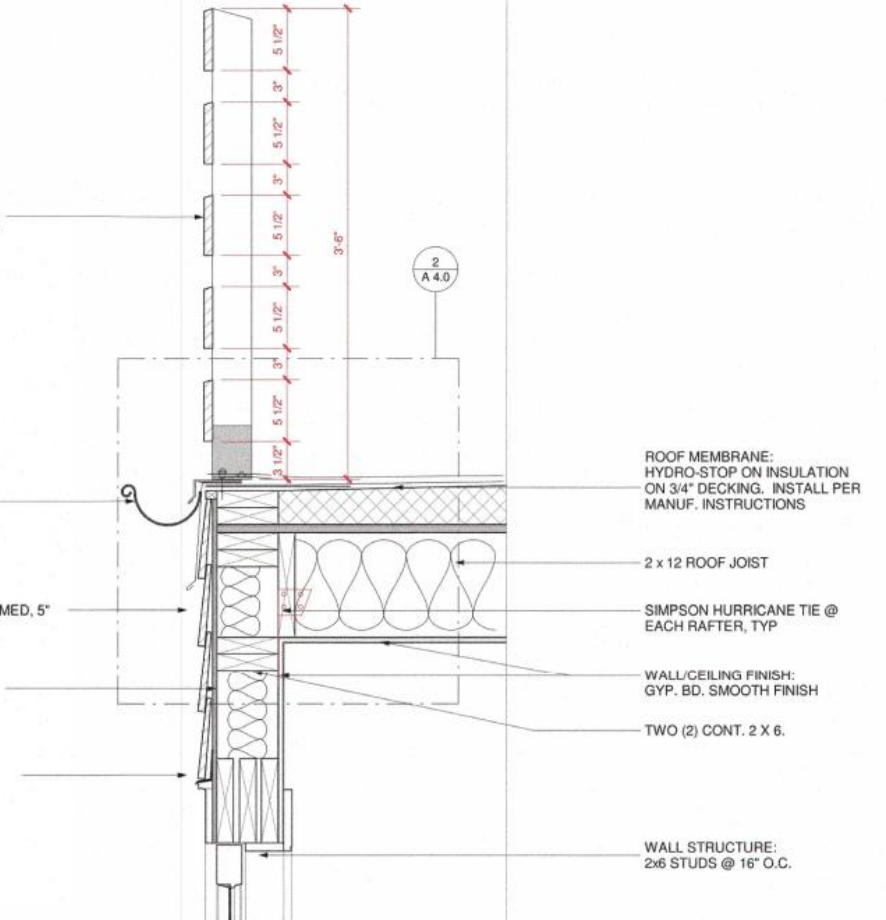 5 1/2"
3"
5 1/2"
3"
5 1/2"
3"
5 1/2"
3"
5 1/2"
3 1/2"
3'-6"
2
A 4.0
ROOF MEMBRANE:
HYDRO-STOP ON INSULATION
ON 3/4" DECKING. INSTALL PER
MANUF. INSTRUCTIONS
2 x 12 ROOF JOIST
MED, 5"
SIMPSON HURRICANE TIE @
EACH RAFTER, TYP
WALL/CEILING FINISH:
GYP. BD. SMOOTH FINISH
TWO (2) CONT. 2 X 6.
WALL STRUCTURE:
2x6 STUDS @ 16" O.C.